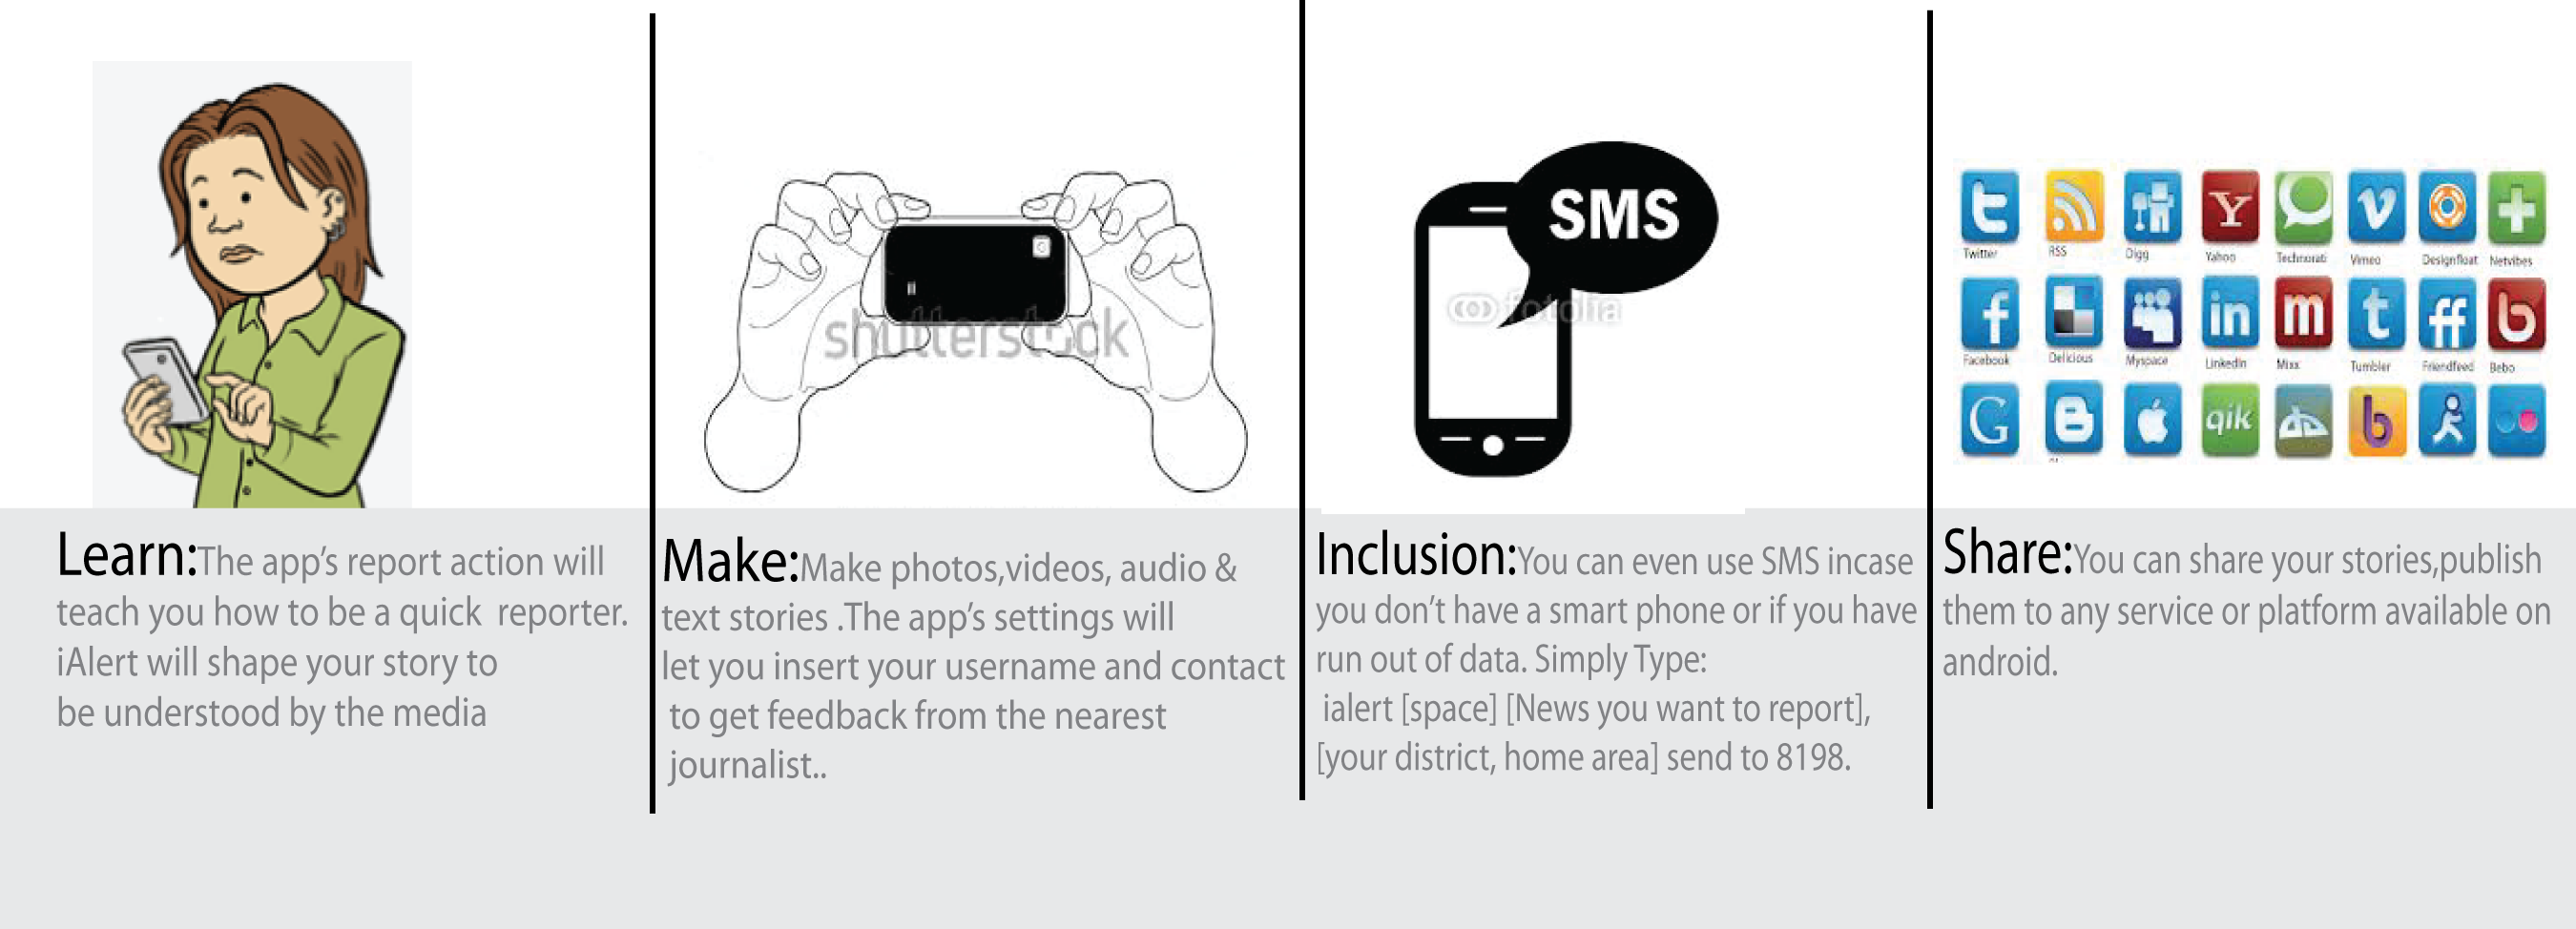 Learn:The app's report action will
teach you how to be a quick  reporter.
iAlert will shape your story to
be understood by the media
shutterstock
Make:Make photos,videos, audio &
text stories .The app's settings will
let you insert your username and contact
to get feedback from the nearest
journalist..
SMS
fotolia
Inclusion:You can even use SMS incase
you don't have a smart phone or if you have
run out of data. Simply Type:
ialert [space] [News you want to report],
[your district, home area] send to 8198.
Twitter RSS Digg Yahoo Technorati Vimeo Designfloat Netvibes
Facebook Delicious Myspace LinkedIn Mixx Tumbler Friendfeed Bebo
qik
Share:You can share your stories,publish
them to any service or platform available on
android.